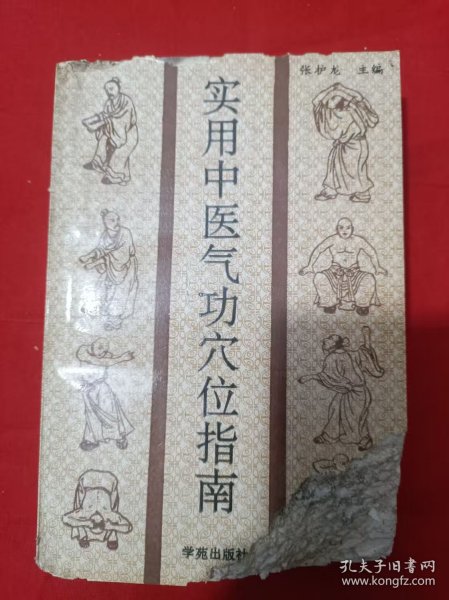 张护龙 主编
实用中医气功穴位指南
学苑出版社
孔夫子旧书网
www.kongfz.com